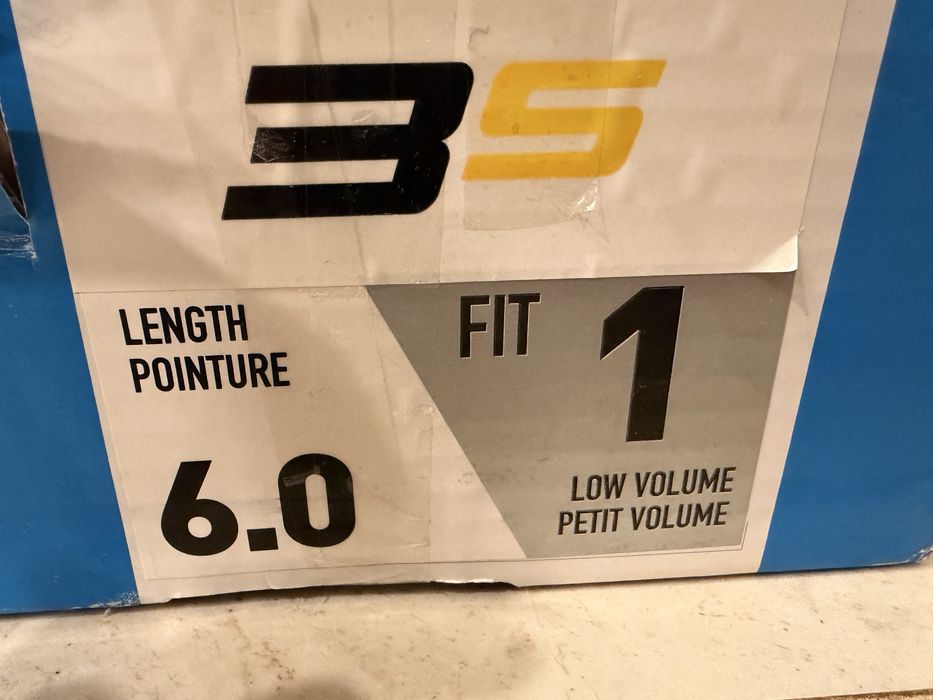 3S
LENGTH
POINTURE
6.0
FIT 1
LOW VOLUME
PETIT VOLUME